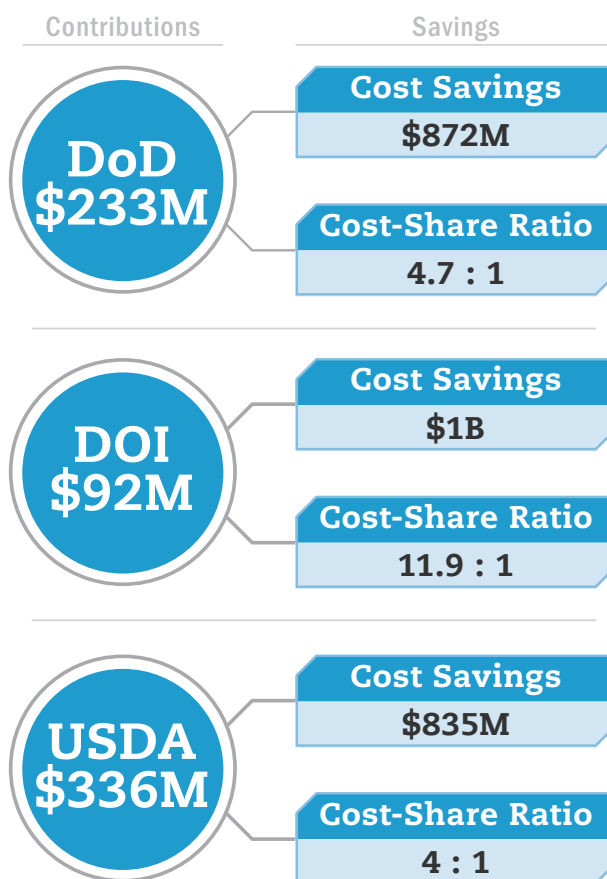 Contributions
Savings
DoD
$233M
Cost Savings
$872M
Cost-Share Ratio
4.7 : 1
DOI
$92M
Cost Savings
$1B
Cost-Share Ratio
11.9 : 1
USDA
$336M
Cost Savings
$835M
Cost-Share Ratio
4 : 1